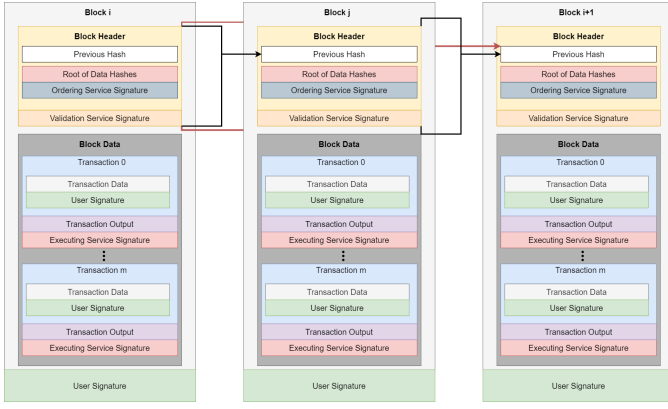 Block i
Block Header
Previous Hash
Root of Data Hashes
Ordering Service Signature
Validation Service Signature
Block Data
Transaction 0
Transaction Data
User Signature
Transaction Output
Executing Service Signature
Transaction m
Transaction Data
User Signature
Transaction Output
Executing Service Signature
User Signature
Block j
Block Header
Previous Hash
Root of Data Hashes
Ordering Service Signature
Validation Service Signature
Block Data
Transaction 0
Transaction Data
User Signature
Transaction Output
Executing Service Signature
Transaction m
Transaction Data
User Signature
Transaction Output
Executing Service Signature
User Signature
Block i+1
Block Header
Previous Hash
Root of Data Hashes
Ordering Service Signature
Validation Service Signature
Block Data
Transaction 0
Transaction Data
User Signature
Transaction Output
Executing Service Signature
Transaction m
Transaction Data
User Signature
Transaction Output
Executing Service Signature
User Signature